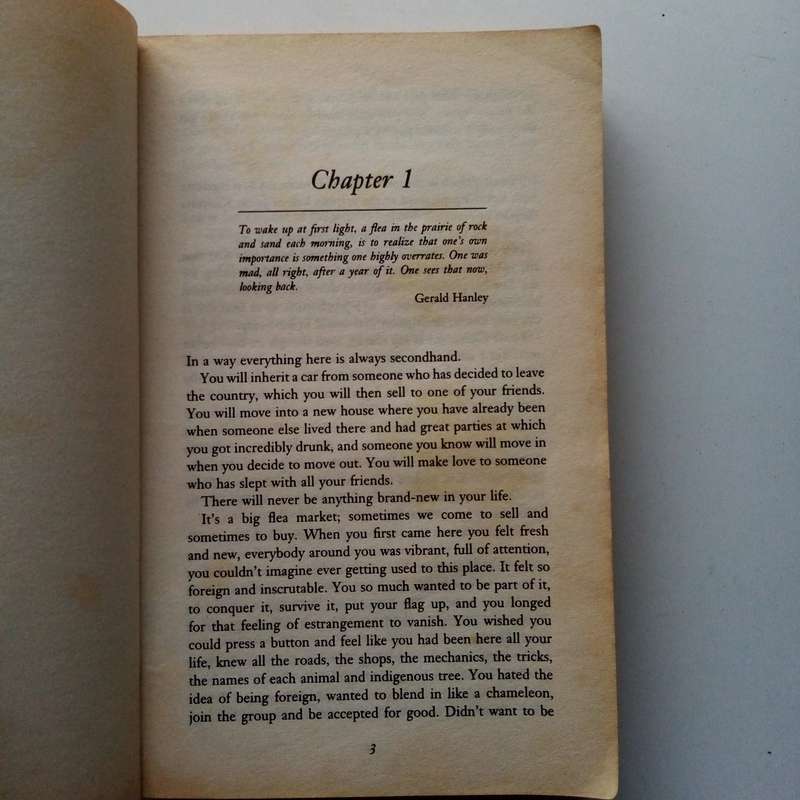 Chapter 1
To wake up at first light, a flea in the prairie of rock
and sand each morning, is to realize that one's own
importance is something one highly overrates. One was
mad, all right, after a year of it. One sees that now,
looking back.
Gerald Hanley
In a way everything here is always secondhand.
You will inherit a car from someone who has decided to leave
the country, which you will then sell to one of your friends.
You will move into a new house where you have already been
when someone else lived there and had great parties at which
you got incredibly drunk, and someone you know will move in
when you decide to move out. You will make love to someone
who has slept with all your friends.
There will never be anything brand-new in your life.
It's a big flea market; sometimes we come to sell and
sometimes to buy. When you first came here you felt fresh
and new, everybody around you was vibrant, full of attention,
you couldn't imagine ever getting used to this place. It felt so
foreign and inscrutable. You so much wanted to be part of it,
to conquer it, survive it, put your flag up, and you longed
for that feeling of estrangement to vanish. You wished you
could press a button and feel like you had been here all your
life, knew all the roads, the shops, the mechanics, the tricks,
the names of each animal and indigenous tree. You hated the
idea of being foreign, wanted to blend in like a chameleon,
join the group and be accepted for good. Didn't want to be
3